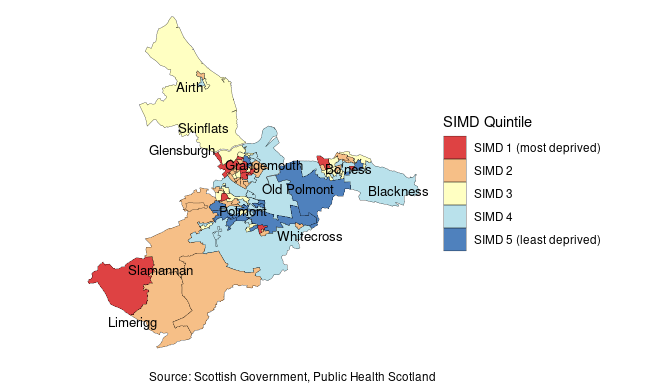 Airth
Skinflats
Glensburgh
Grangemouth
Bo'ness
Old Polmont
Blackness
Polmont
Whitecross
Slamannan
Limerigg
SIMD Quintile
SIMD 1 (most deprived)
SIMD 2
SIMD 3
SIMD 4
SIMD 5 (least deprived)
Source: Scottish Government, Public Health Scotland